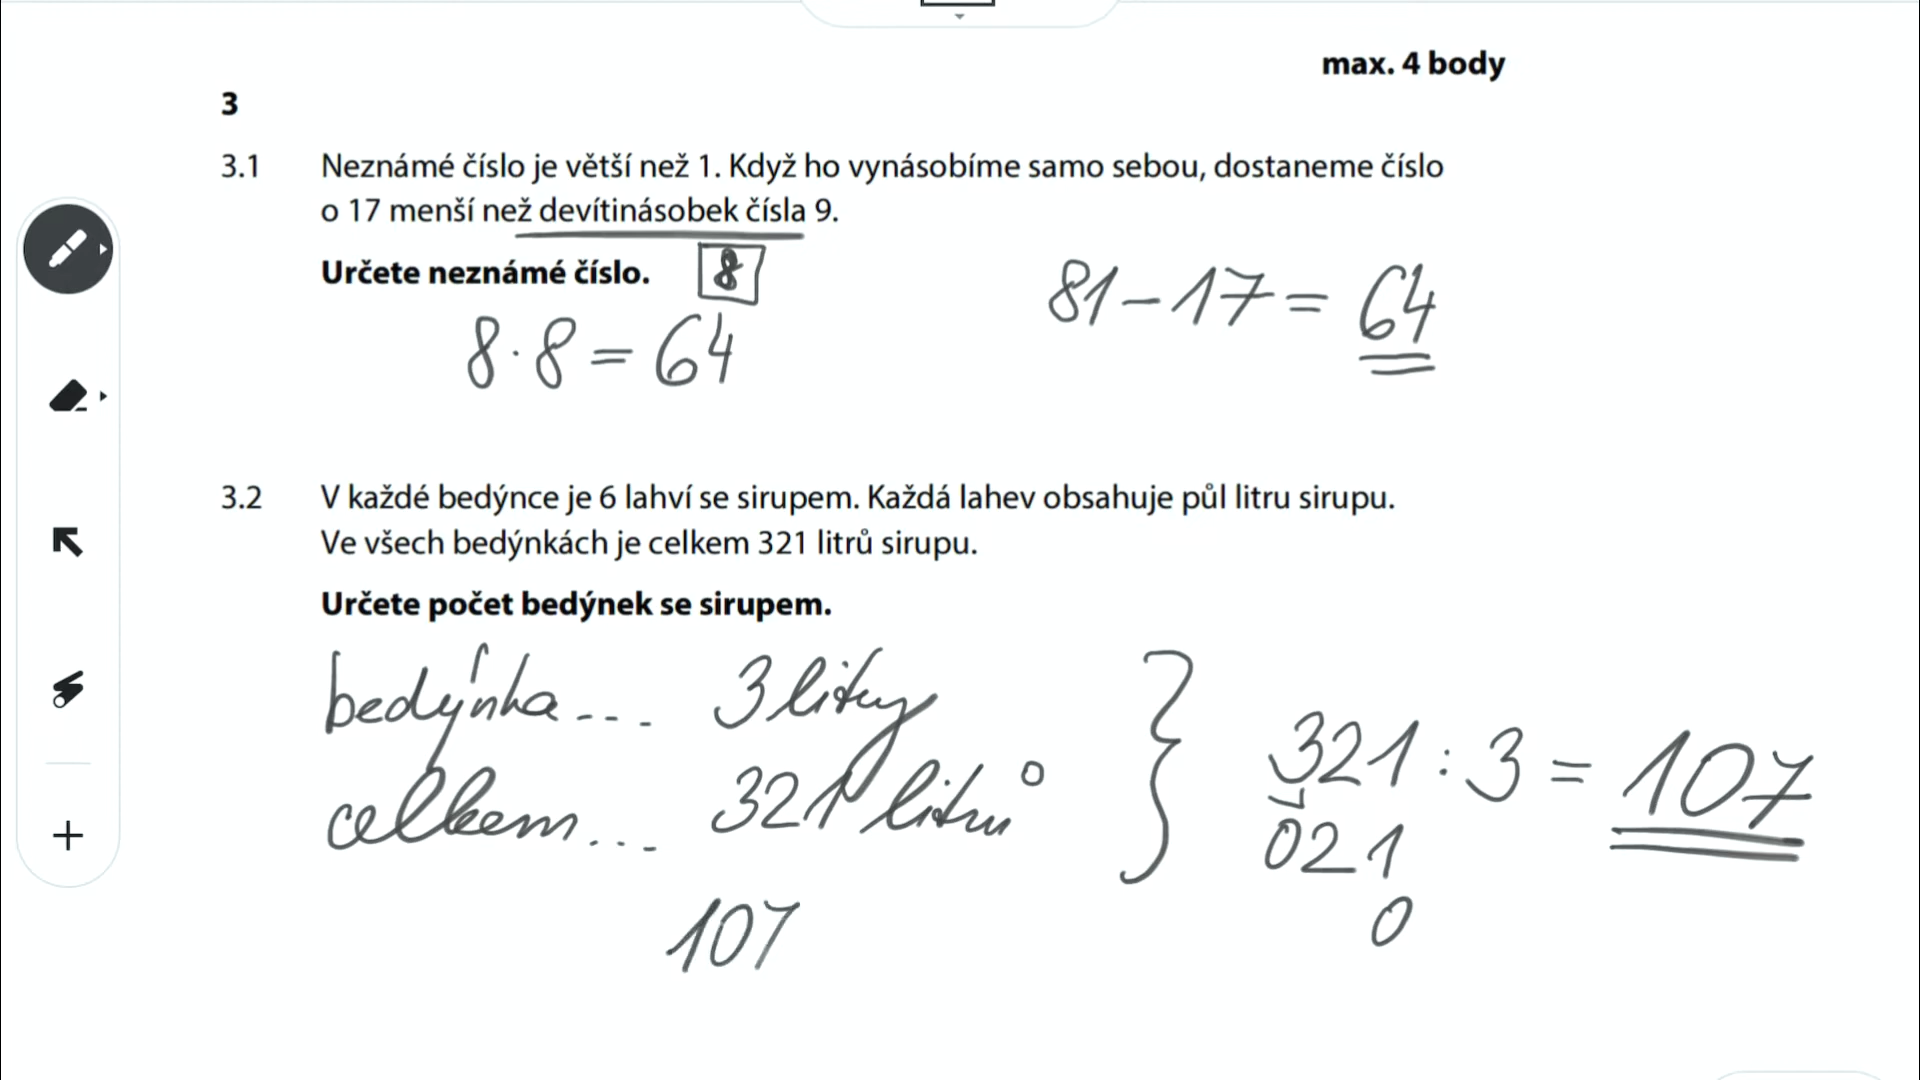 max. 4 body
3
3.1 Neznámé číslo je větší než 1. Když ho vynásobíme samo sebou, dostaneme číslo
o 17 menší než devítinásobek čísla 9.
Určete neznámé číslo. 8
81 - 17 = 64
8 · 8 = 64
3.2 V každé bedýnce je 6 lahví se sirupem. Každá lahev obsahuje půl litru sirupu.
Ve všech bedýnkách je celkem 321 litrů sirupu.
Určete počet bedýnek se sirupem.
bedýnka... 3 litry
celkem... 321 litrů
321 : 3 = 107
021
0
107